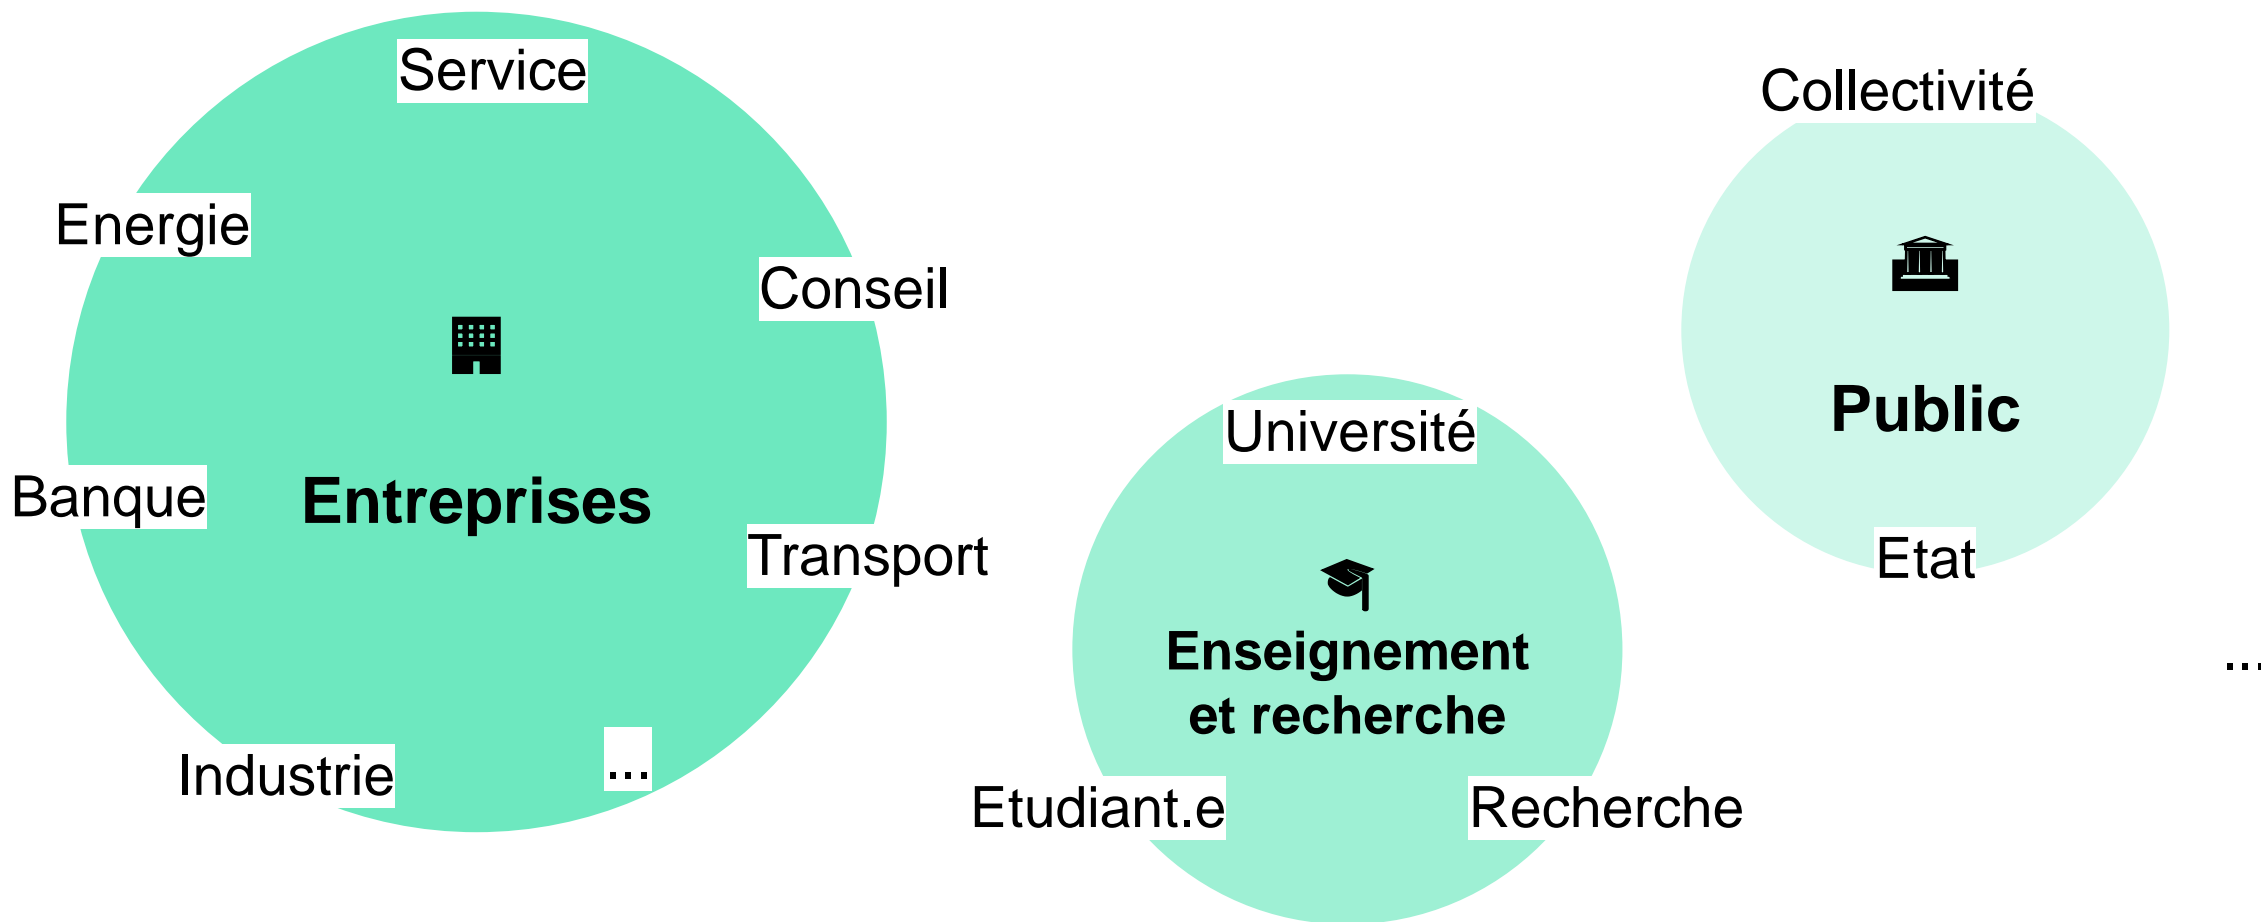 Service
Energie
Conseil
Entreprises
Banque
Transport
Industrie
...
Université
Enseignement
et recherche
Etudiant.e
Recherche
Collectivité
Public
Etat
...